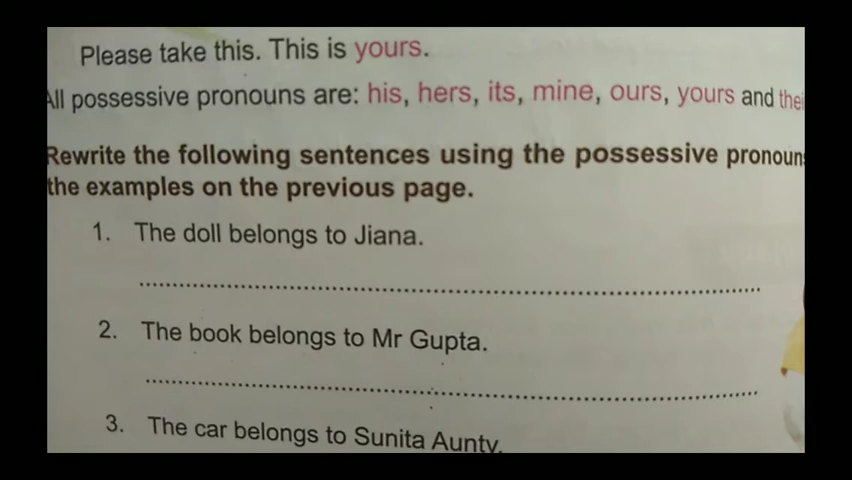 Please take this. This is yours.
All possessive pronouns are: his, hers, its, mine, ours, yours and
Rewrite the following sentences using the possessive
the examples on the previous page.
1. The doll belongs to Jiana.
2. The book belongs to Mr Gupta.
3. The car belongs to Sunita Aunty.